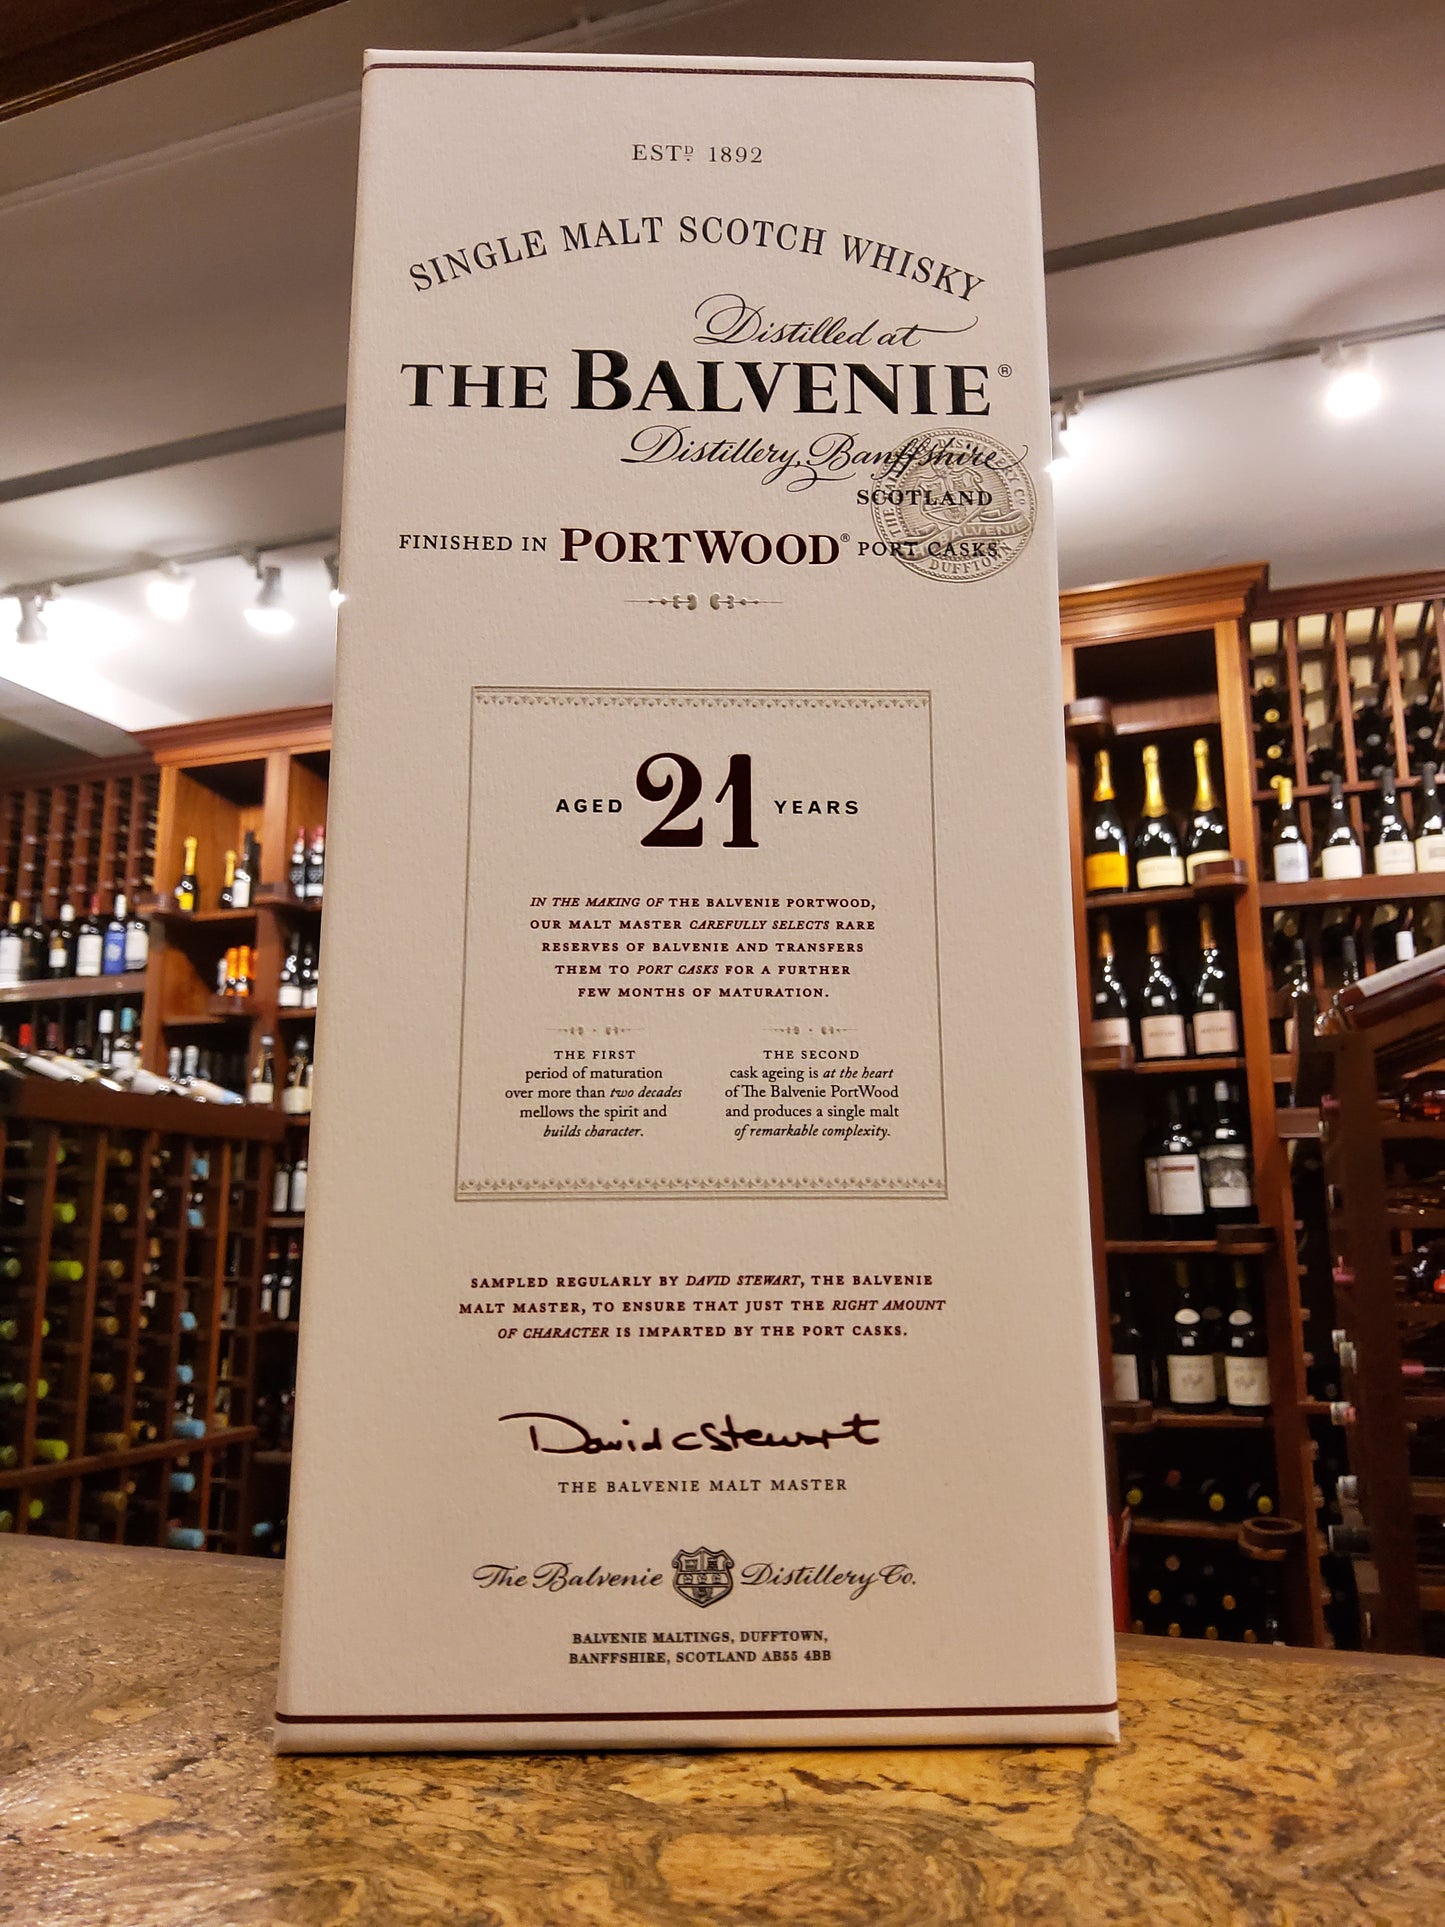 ESTD 1892
SINGLE MALT SCOTCH WHISKY
Distilled at
THE BALVENIE®
Distillery, Banffshire
SCOTLAND
FINISHED IN PORTWOOD® PORT CASKS
DUFFTOWN
AGED 21 YEARS
IN THE MAKING OF THE BALVENIE PORTWOOD,
OUR MALT MASTER CAREFULLY SELECTS RARE
RESERVES OF BALVENIE AND TRANSFERS
THEM TO PORT CASKS FOR A FURTHER
FEW MONTHS OF MATURATION.
THE FIRST
period of maturation
over more than two decades
mellows the spirit and
builds character.
THE SECOND
cask ageing is at the heart
of The Balvenie PortWood
and produces a single malt
of remarkable complexity.
SAMPLED REGULARLY BY DAVID STEWART, THE BALVENIE
MALT MASTER, TO ENSURE THAT JUST THE RIGHT AMOUNT
OF CHARACTER IS IMPARTED BY THE PORT CASKS.
David C Stewart
THE BALVENIE MALT MASTER
The Balvenie Distillery Co.
BALVENIE MALTINGS, DUFFTOWN,
BANFFSHIRE, SCOTLAND AB55 4BB